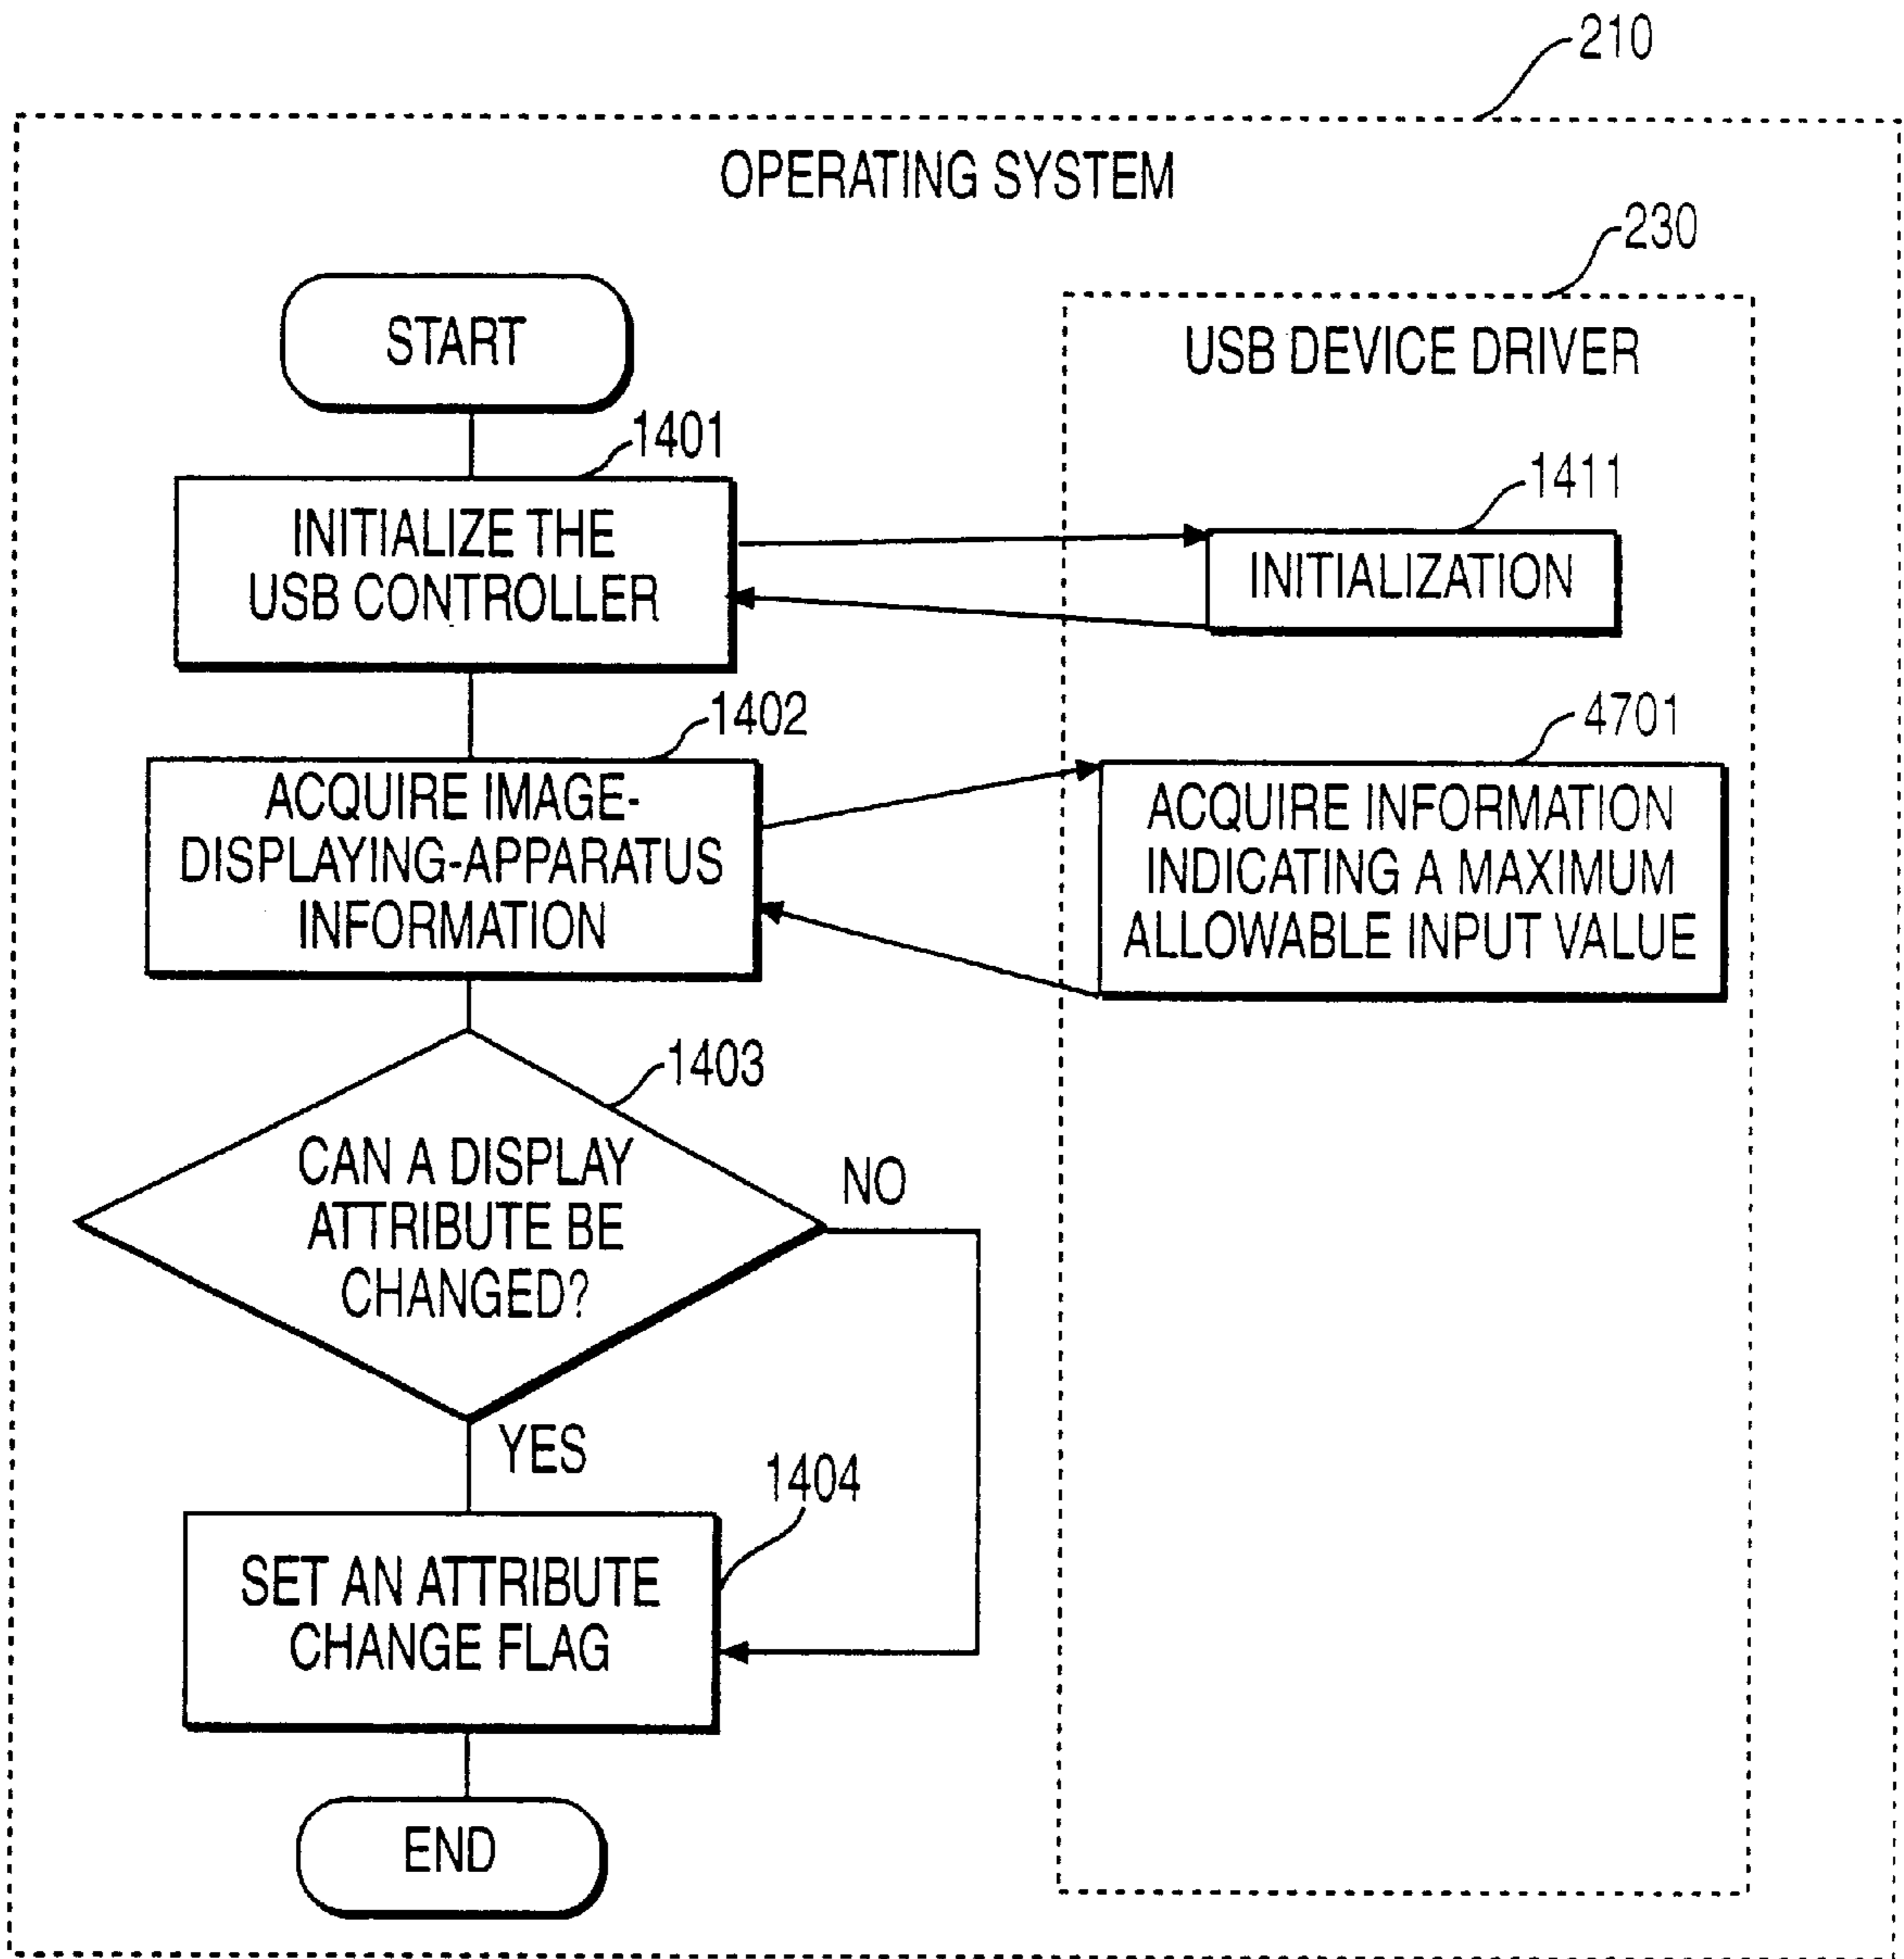 210
OPERATING SYSTEM
230
START
USB DEVICE DRIVER
1401
INITIALIZE THE
USB CONTROLLER
1411
INITIALIZATION
1402
ACQUIRE IMAGE-
DISPLAYING-APPARATUS
INFORMATION
4701
ACQUIRE INFORMATION
INDICATING A MAXIMUM
ALLOWABLE INPUT VALUE
1403
CAN A DISPLAY
ATTRIBUTE BE
CHANGED?
NO
YES
1404
SET AN ATTRIBUTE
CHANGE FLAG
END